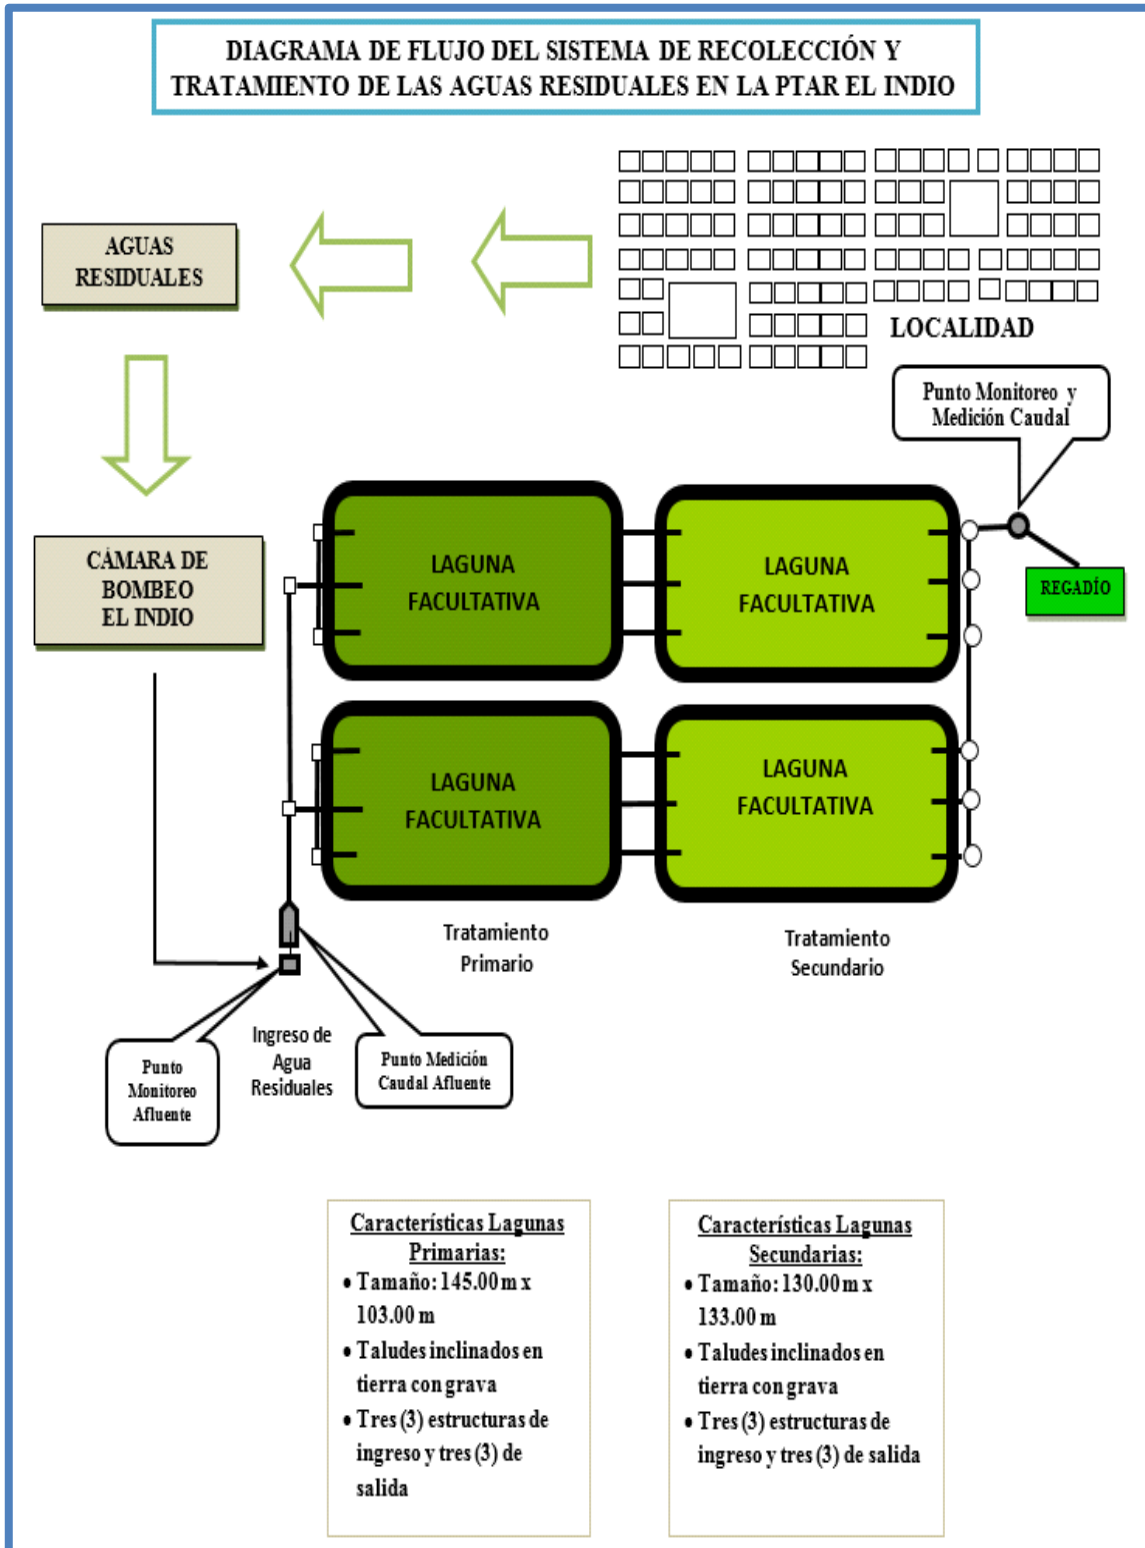 DIAGRAMA DE FLUJO DEL SISTEMA DE RECOLECCIÓN Y
TRATAMIENTO DE LAS AGUAS RESIDUALES EN LA PTAR EL INDIO
AGUAS
RESIDUALES
LOCALIDAD
Punto Monitoreo y
Medición Caudal
CÁMARA DE
BOMBEO
EL INDIO
LAGUNA
FACULTATIVA
LAGUNA
FACULTATIVA
REGADÍO
LAGUNA
FACULTATIVA
LAGUNA
FACULTATIVA
Tratamiento
Primario
Tratamiento
Secundario
Punto
Monitoreo
Afluente
Ingreso de
Agua
Residuales
Punto Medición
Caudal Afluente
Características Lagunas
Primarias:
• Tamaño: 145.00 m x
103.00 m
• Taludes inclinados en
tierra con grava
• Tres (3) estructuras de
ingreso y tres (3) de
salida
Características Lagunas
Secundarias:
• Tamaño: 130.00 m x
133.00 m
• Taludes inclinados en
tierra con grava
• Tres (3) estructuras de
ingreso y tres (3) de salida